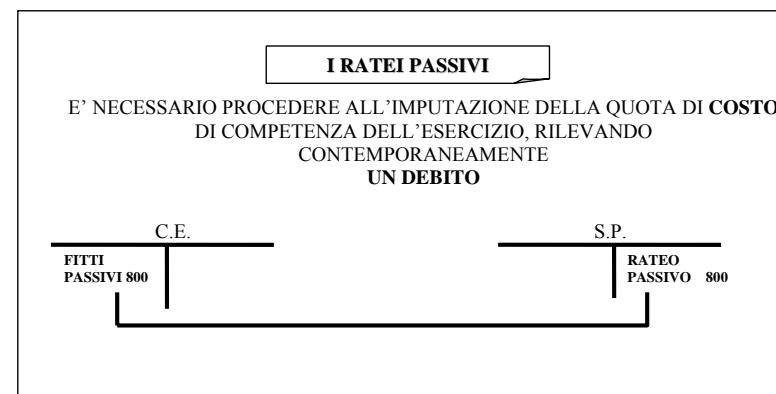 I RATEI PASSIVI
E' NECESSARIO PROCEDERE ALL'IMPUTAZIONE DELLA QUOTA DI COSTO
DI COMPETENZA DELL'ESERCIZIO, RILEVANDO
CONTEMPORANEAMENTE
UN DEBITO
C.E.
FITTI
PASSIVI 800
S.P.
RATEO
PASSIVO 800